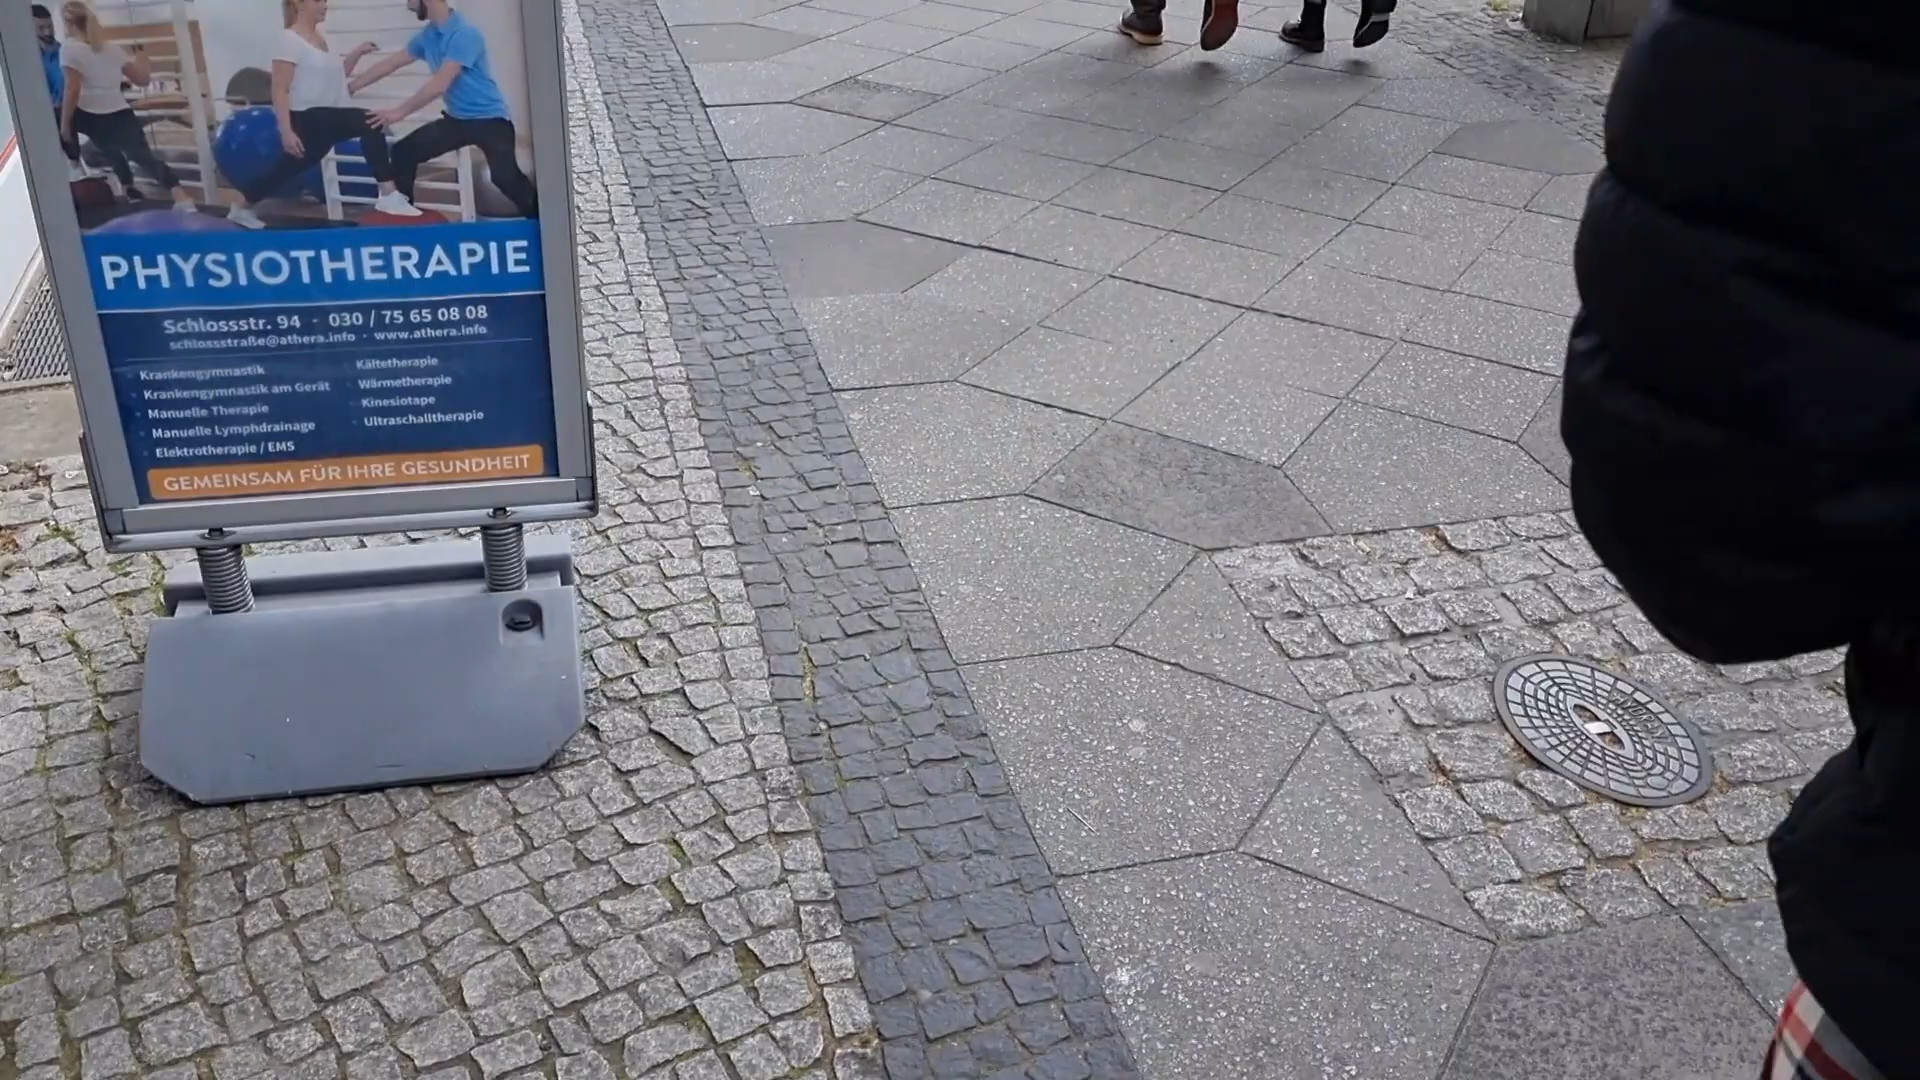 PHYSIOTHERAPIE
Schlossstr. 94 - 030 / 75 65 08 08
schlossstraße@athera.info · www.athera.info
Krankengymnastik
Krankengymnastik am Gerät
Manuelle Therapie
Manuelle Lymphdrainage
Elektrotherapie / EMS
Kältetherapie
Wärmetherapie
Kinesiotape
Ultraschalltherapie
GEMEINSAM FÜR IHRE GESUNDHEIT